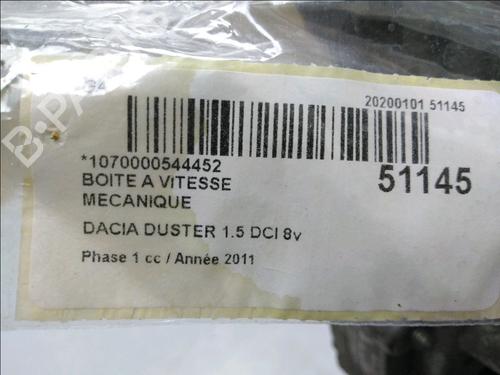 20200101 51145
*1070000544452
51145
BOITE A VITESSE
MECANIQUE
DACIA DUSTER 1.5 DCI 8v
Phase 1 cc / Année 2011